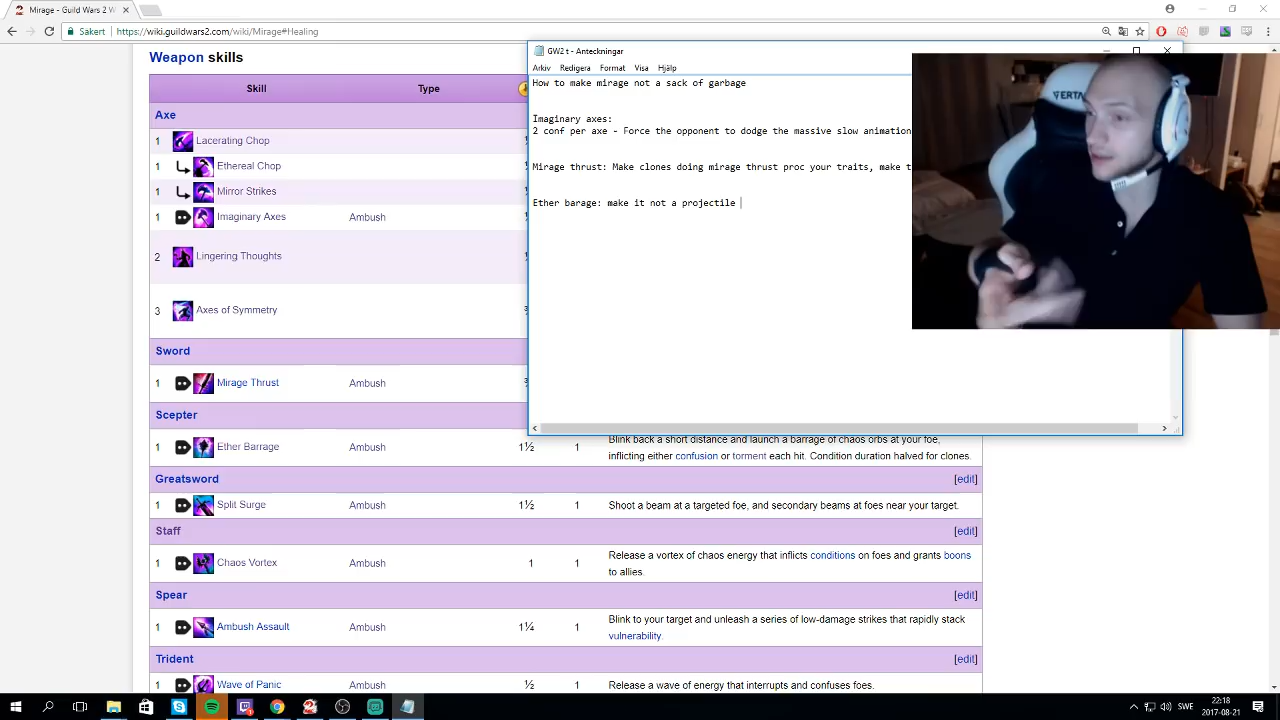 Mirage - Guild Wars 2 W
Säkert
https://wiki.guildwars2.com/wiki/Mirage#Healing
Weapon skills
Skill
Type
Axe
1 Lacerating Chop
1 Ethereal Chop
1 Mirror Strikes
1 Imaginary Axes Ambush
2 Lingering Thoughts
3 Axes of Symmetry
Sword
1 Mirage Thrust Ambush
Scepter
1 Ether Barrage Ambush 1½ 1 Blink back a short distance and launch a barrage of chaos orbs at your foe,
inflicting either confusion or torment each hit. Condition duration halved for clones.
Greatsword [edit]
1 Split Surge Ambush 1½ 1 Shoot a beam at a targeted foe, and secondary beams at foes near your target.
Staff [edit]
1 Chaos Vortex Ambush 1 1 Release a vortex of chaos energy that inflicts conditions on foes and grants boons
to allies.
Spear [edit]
1 Ambush Assault Ambush 1¼ 1 Blink to your target and unleash a series of low-damage strikes that rapidly stack
vulnerability.
Trident [edit]
1 Wave of Panic Ambush ½ 1 Release a wave of energy that interrupts and confuses foes.
GW2 t - Anteckningar
Arkiv Redigera Format Visa Hjälp
How to make mirage not a sack of garbage
Imaginary axes:
2 conf per axe - Force the opponent to dodge the massive slow animation
Mirage thrust: Make clones doing mirage thrust proc your traits, make t
Ether barage: make it not a projectile
VERTA
SWE
22:18
2017-08-21